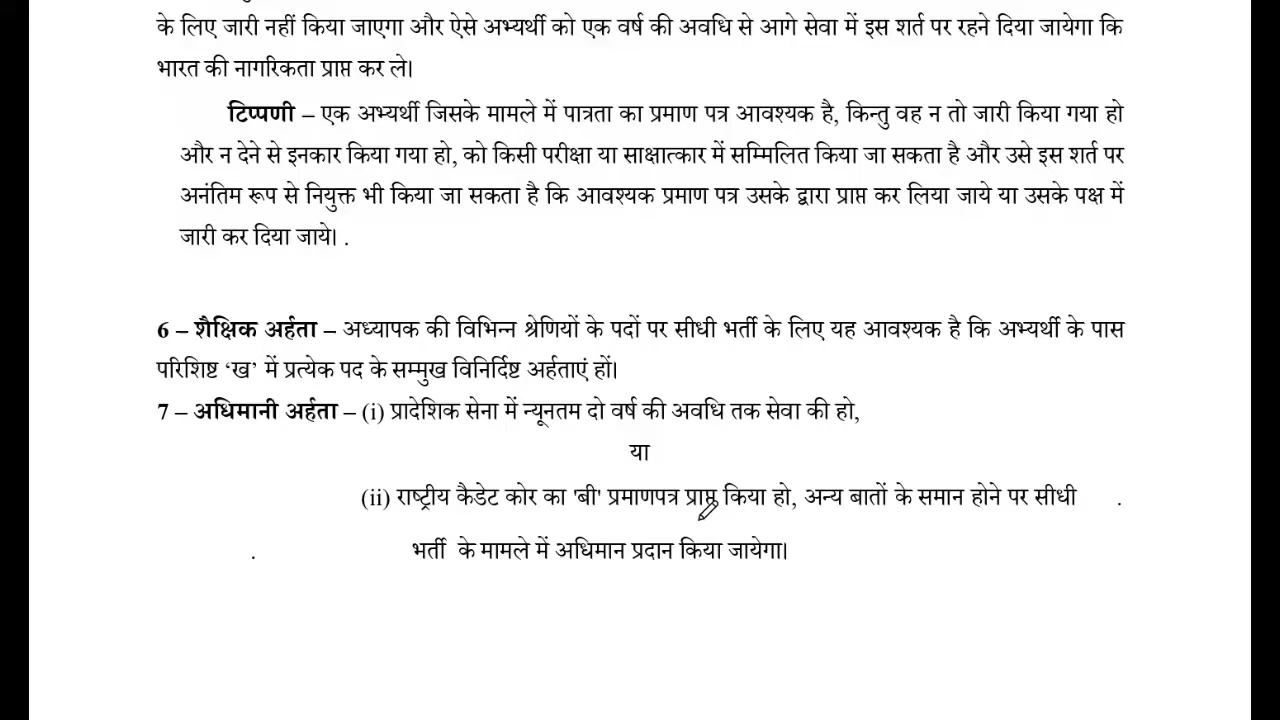 के लिए जारी नहीं किया जाएगा और ऐसे अभ्यर्थी को एक वर्ष की अवधि से आगे सेवा में इस शर्त पर रहने दिया जायेगा कि
भारत की नागरिकता प्राप्त कर ले।
टिप्पणी – एक अभ्यर्थी जिसके मामले में पात्रता का प्रमाण पत्र आवश्यक है, किन्तु वह न तो जारी किया गया हो
और न देने से इनकार किया गया हो, को किसी परीक्षा या साक्षात्कार में सम्मिलित किया जा सकता है और उसे इस शर्त पर
अनंतिम रूप से नियुक्त भी किया जा सकता है कि आवश्यक प्रमाण पत्र उसके द्वारा प्राप्त कर लिया जाये या उसके पक्ष में
जारी कर दिया जाये। .
6 – शैक्षिक अर्हता – अध्यापक की विभिन्न श्रेणियों के पदों पर सीधी भर्ती के लिए यह आवश्यक है कि अभ्यर्थी के पास
परिशिष्ट ‘ख’ में प्रत्येक पद के सम्मुख विनिर्दिष्ट अर्हताएं हों।
7 – अधिमानी अर्हता – (i) प्रादेशिक सेना में न्यूनतम दो वर्ष की अवधि तक सेवा की हो,
या
(ii) राष्ट्रीय कैडेट कोर का 'बी' प्रमाणपत्र प्राप्त किया हो, अन्य बातों के समान होने पर सीधी .
. भर्ती के मामले में अधिमान प्रदान किया जायेगा।